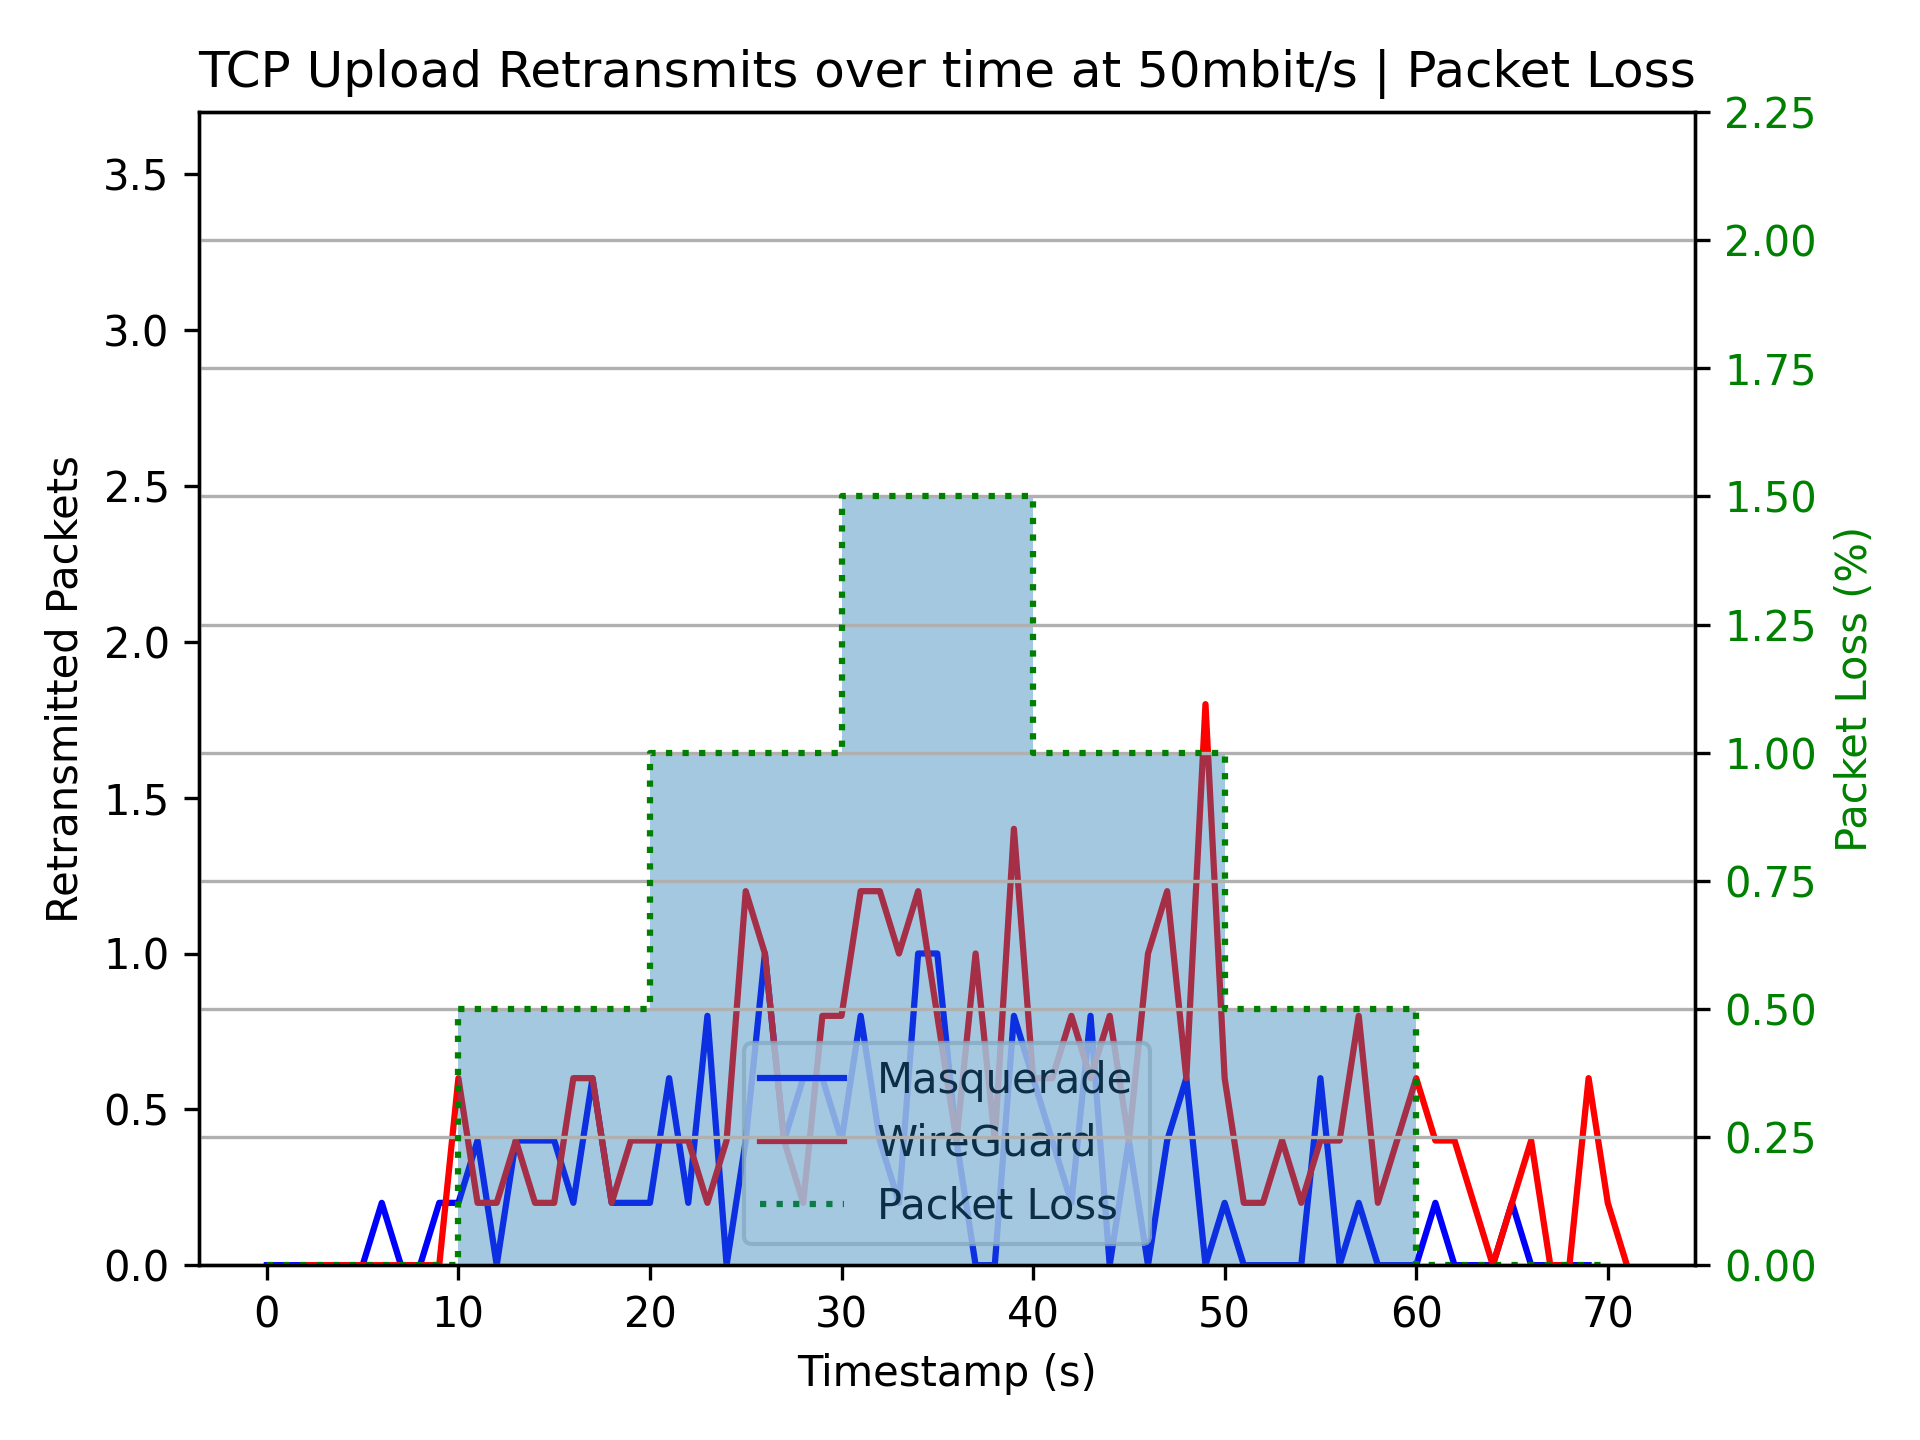 TCP Upload Retransmits over time at 50mbit/s | Packet Loss
3.5
3.0
2.5
2.0
1.5
1.0
0.5
0.0
Retransmitted Packets
2.25
2.00
1.75
1.50
1.25
1.00
0.75
0.50
0.25
0.00
Packet Loss (%)
Masquerade
WireGuard
Packet Loss
0 10 20 30 40 50 60 70
Timestamp (s)